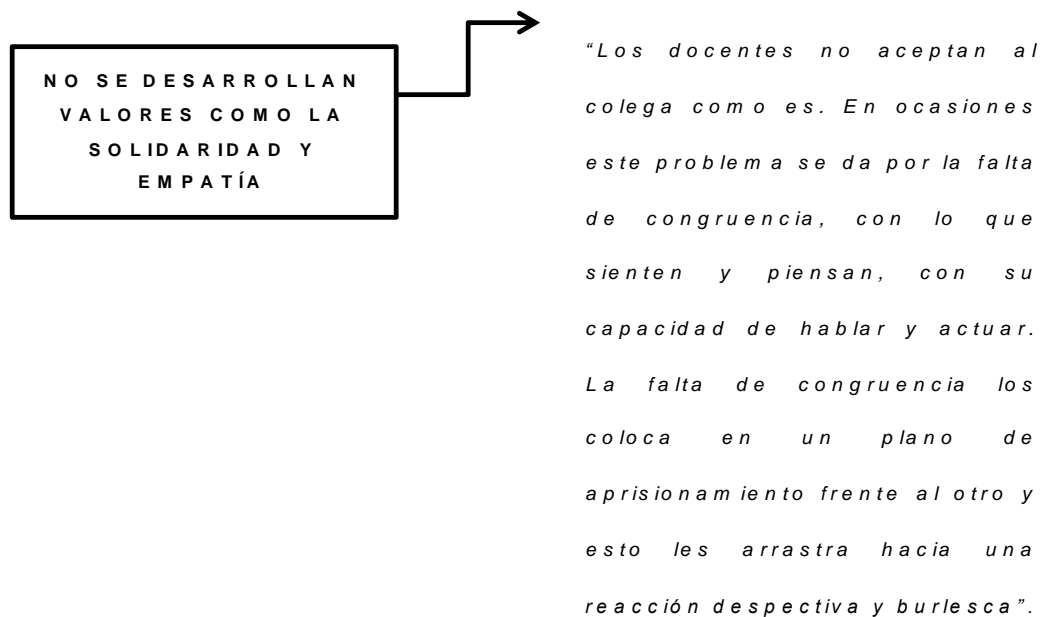 NO SE DESARROLLAN
VALORES COMO LA
SOLIDARIDAD Y
EMPATÍA
“Los docentes no aceptan al
colega como es. En ocasiones
este problema se da por la falta
de congruencia, con lo que
sienten y piensan, con su
capacidad de hablar y actuar.
La falta de congruencia los
coloca en un plano de
aprisionamiento frente al otro y
esto les arrastra hacia una
reacción despectiva y burlesca”.